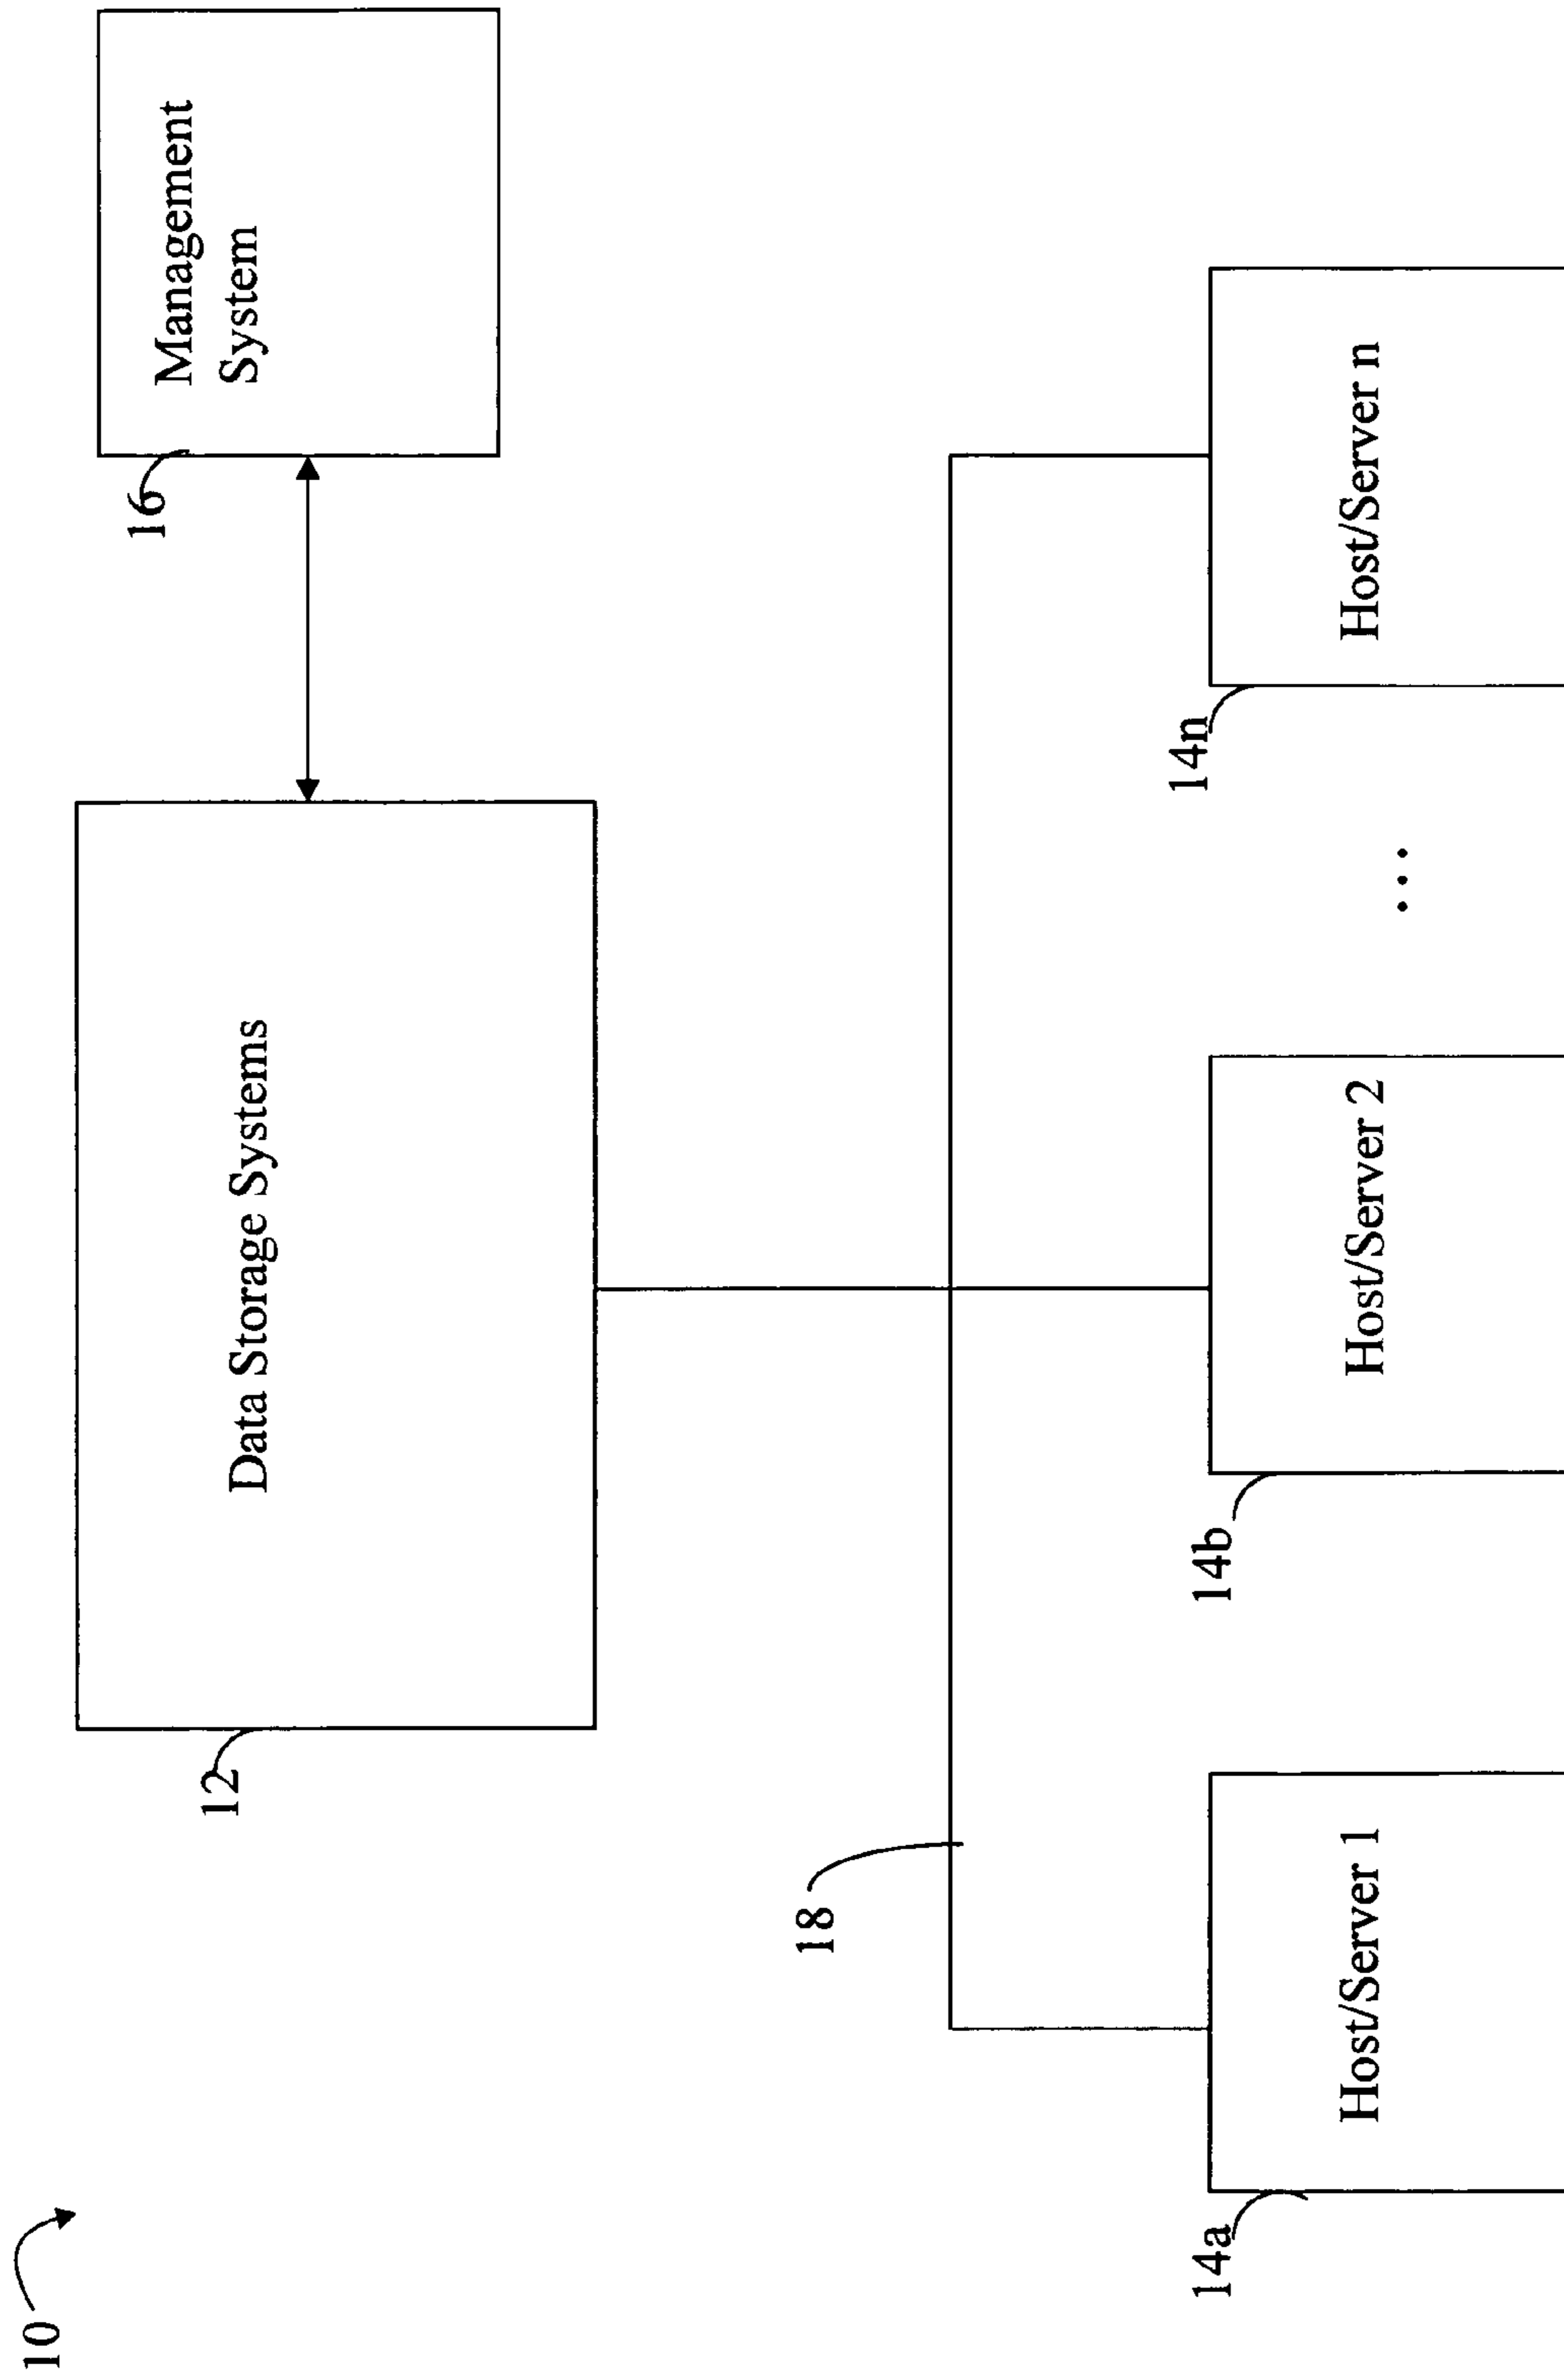 10
12
Data Storage Systems
16
Management
System
18
14a
Host/Server 1
14b
Host/Server 2
...
14n
Host/Server n